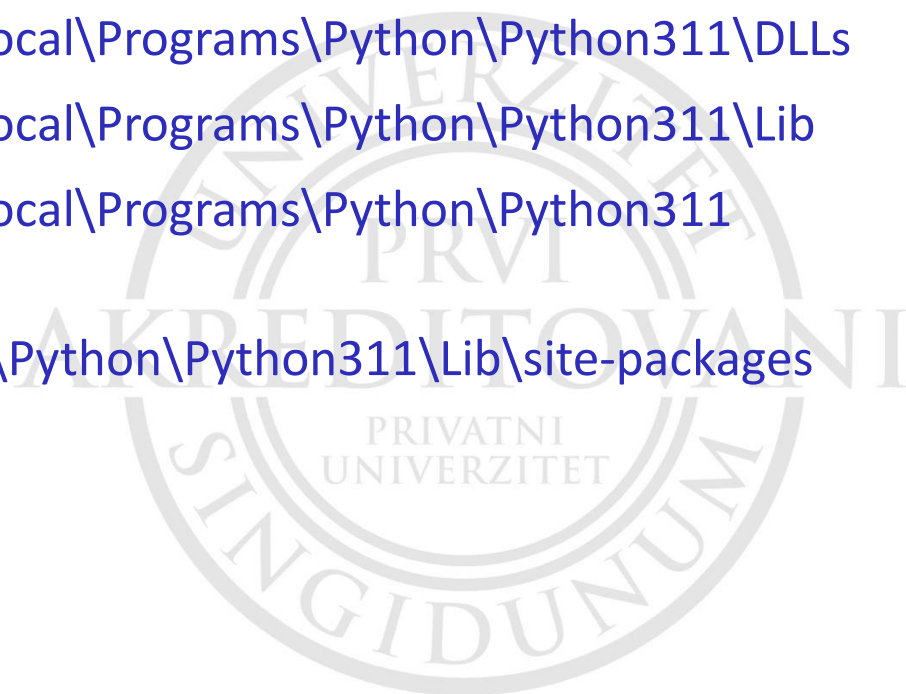 ocal\Programs\Python\Python311\DLLs
ocal\Programs\Python\Python311\Lib
ocal\Programs\Python\Python311
\Python\Python311\Lib\site-packages
UNIVERZITET
PRVI
AKREDITOVANI
PRIVATNI
UNIVERZITET
SINGIDUNUM